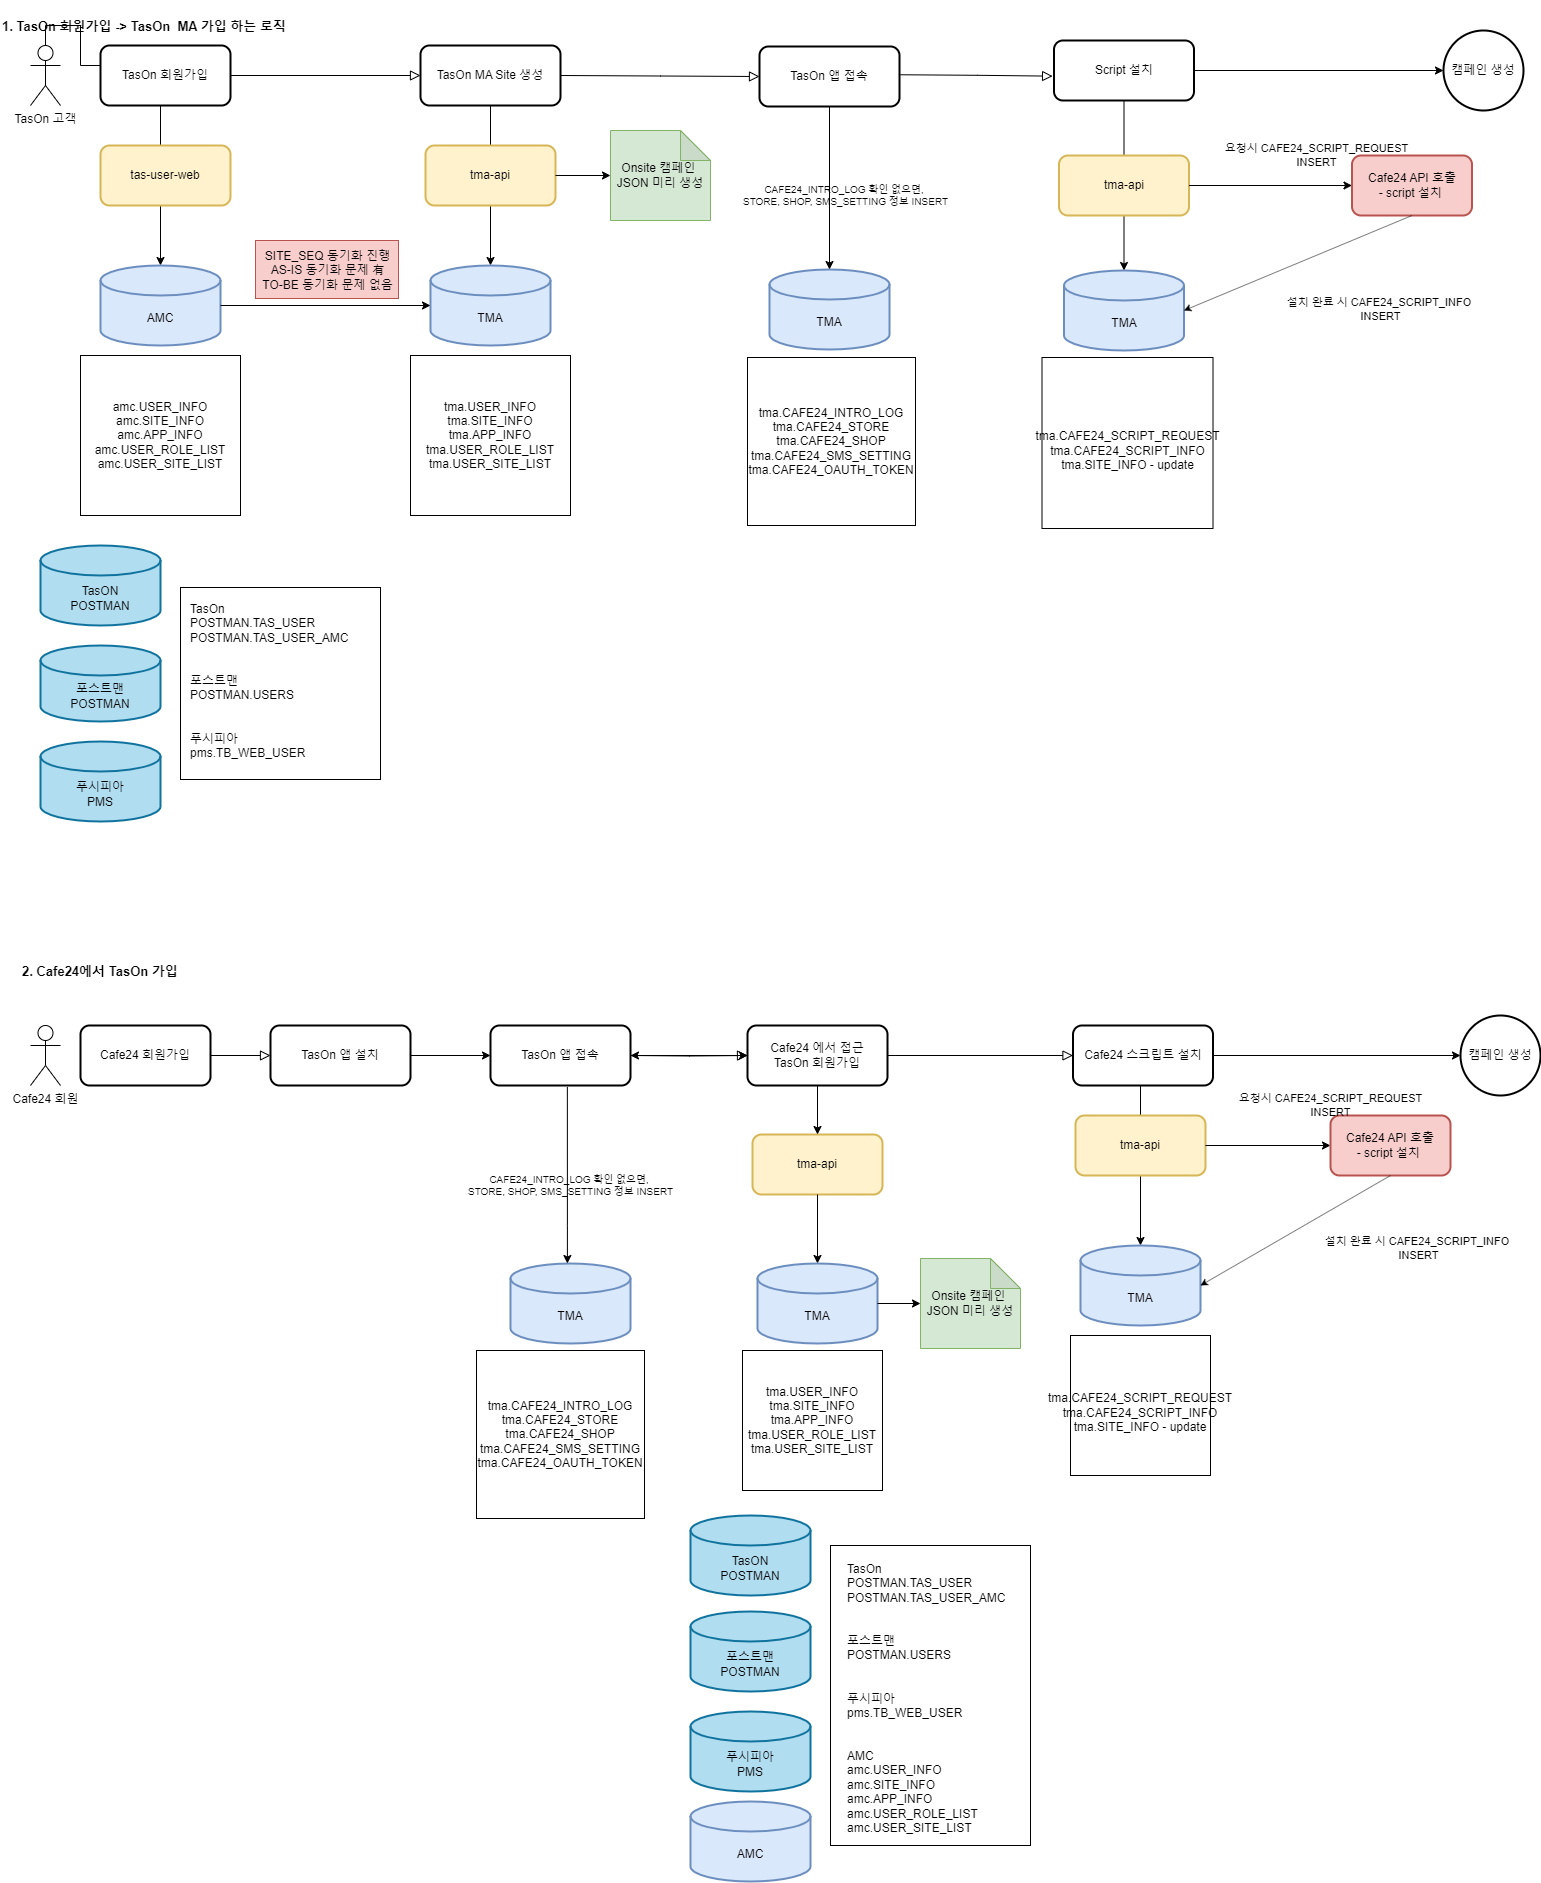 1. TasOn 회원가입 -> TasOn  MA 가입 하는 로직
TasOn 고객
TasOn 회원가입
TasOn MA Site 생성
TasOn 앱 접속
Script 설치
캠페인 생성
tas-user-web
tma-api
Onsite 캠페인
JSON 미리 생성
CAFE24_INTRO_LOG 확인 없으면,
STORE, SHOP, SMS_SETTING 정보 INSERT
tma-api
요청시 CAFE24_SCRIPT_REQUEST
INSERT
Cafe24 API 호출
- script 설치
SITE_SEQ 동기화 진행
AS-IS 동기화 문제 有
TO-BE 동기화 문제 없음
AMC
TMA
TMA
TMA
설치 완료 시 CAFE24_SCRIPT_INFO
INSERT
amc.USER_INFO
amc.SITE_INFO
amc.APP_INFO
amc.USER_ROLE_LIST
amc.USER_SITE_LIST
tma.USER_INFO
tma.SITE_INFO
tma.APP_INFO
tma.USER_ROLE_LIST
tma.USER_SITE_LIST
tma.CAFE24_INTRO_LOG
tma.CAFE24_STORE
tma.CAFE24_SHOP
tma.CAFE24_SMS_SETTING
tma.CAFE24_OAUTH_TOKEN
tma.CAFE24_SCRIPT_REQUEST
tma.CAFE24_SCRIPT_INFO
tma.SITE_INFO - update
TasON
POSTMAN
포스트맨
POSTMAN
푸시피아
PMS
TasOn
POSTMAN.TAS_USER
POSTMAN.TAS_USER_AMC
포스트맨
POSTMAN.USERS
푸시피아
pms.TB_WEB_USER
2. Cafe24에서 TasOn 가입
Cafe24 회원
Cafe24 회원가입
TasOn 앱 설치
TasOn 앱 접속
Cafe24 에서 접근
TasOn 회원가입
Cafe24 스크립트 설치
캠페인 생성
CAFE24_INTRO_LOG 확인 없으면,
STORE, SHOP, SMS_SETTING 정보 INSERT
tma-api
tma-api
요청시 CAFE24_SCRIPT_REQUEST
INSERT
Cafe24 API 호출
- script 설치
설치 완료 시 CAFE24_SCRIPT_INFO
INSERT
TMA
TMA
Onsite 캠페인
JSON 미리 생성
TMA
tma.CAFE24_INTRO_LOG
tma.CAFE24_STORE
tma.CAFE24_SHOP
tma.CAFE24_SMS_SETTING
tma.CAFE24_OAUTH_TOKEN
tma.USER_INFO
tma.SITE_INFO
tma.APP_INFO
tma.USER_ROLE_LIST
tma.USER_SITE_LIST
tma.CAFE24_SCRIPT_REQUEST
tma.CAFE24_SCRIPT_INFO
tma.SITE_INFO - update
TasON
POSTMAN
포스트맨
POSTMAN
푸시피아
PMS
AMC
TasOn
POSTMAN.TAS_USER
POSTMAN.TAS_USER_AMC
포스트맨
POSTMAN.USERS
푸시피아
pms.TB_WEB_USER
AMC
amc.USER_INFO
amc.SITE_INFO
amc.APP_INFO
amc.USER_ROLE_LIST
amc.USER_SITE_LIST